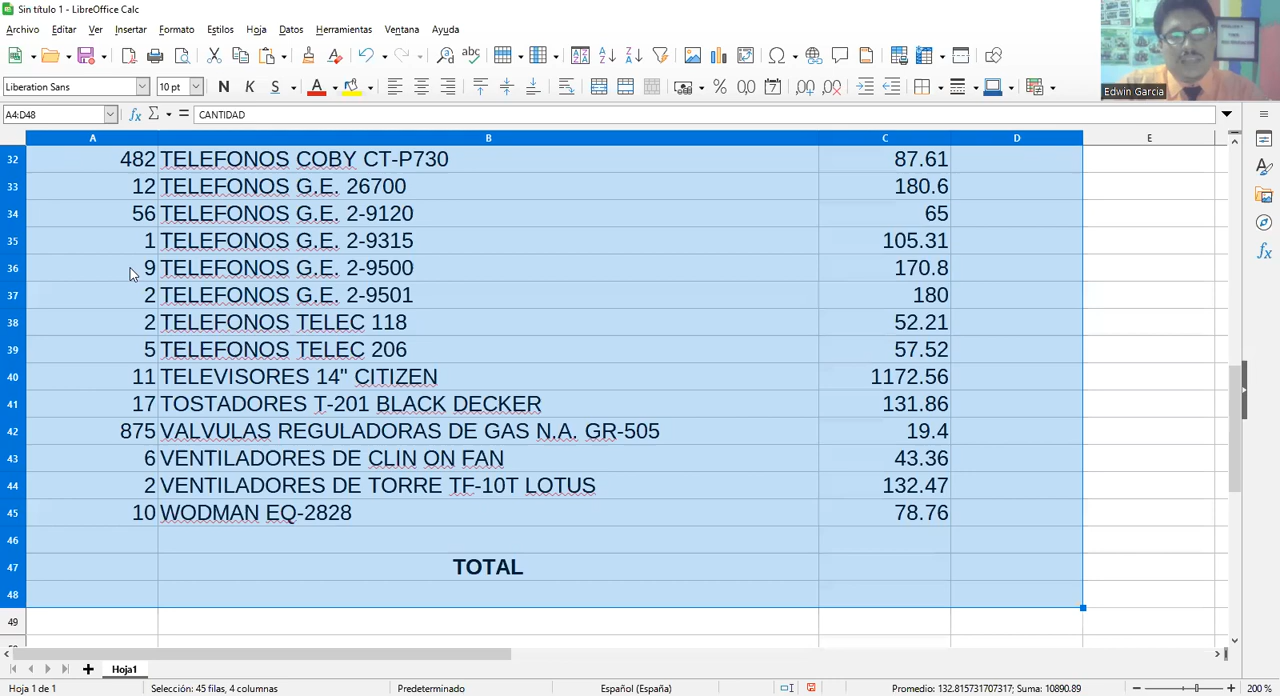 Sin título 1 - LibreOffice Calc
Archivo Editar Ver Insertar Formato Estilos Hoja Datos Herramientas Ventana Ayuda
Liberation Sans 10 pt N K S
A4:D48 CANTIDAD
A B C D E
32 482 TELEFONOS COBY CT-P730 87.61
33 12 TELEFONOS G.E. 26700 180.6
34 56 TELEFONOS G.E. 2-9120 65
35 1 TELEFONOS G.E. 2-9315 105.31
36 9 TELEFONOS G.E. 2-9500 170.8
37 2 TELEFONOS G.E. 2-9501 180
38 2 TELEFONOS TELEC 118 52.21
39 5 TELEFONOS TELEC 206 57.52
40 11 TELEVISORES 14" CITIZEN 1172.56
41 17 TOSTADORES T-201 BLACK DECKER 131.86
42 875 VALVULAS REGULADORAS DE GAS N.A. GR-505 19.4
43 6 VENTILADORES DE CLIN ON FAN 43.36
44 2 VENTILADORES DE TORRE TF-10T LOTUS 132.47
45 10 WODMAN EQ-2828 78.76
46
47 TOTAL
48
49
Hoja1
Hoja 1 de 1 Selección: 45 filas, 4 columnas Predeterminado Español (España) Promedio: 132.815731707317; Suma: 10890.89 200 %
Edwin Garcia